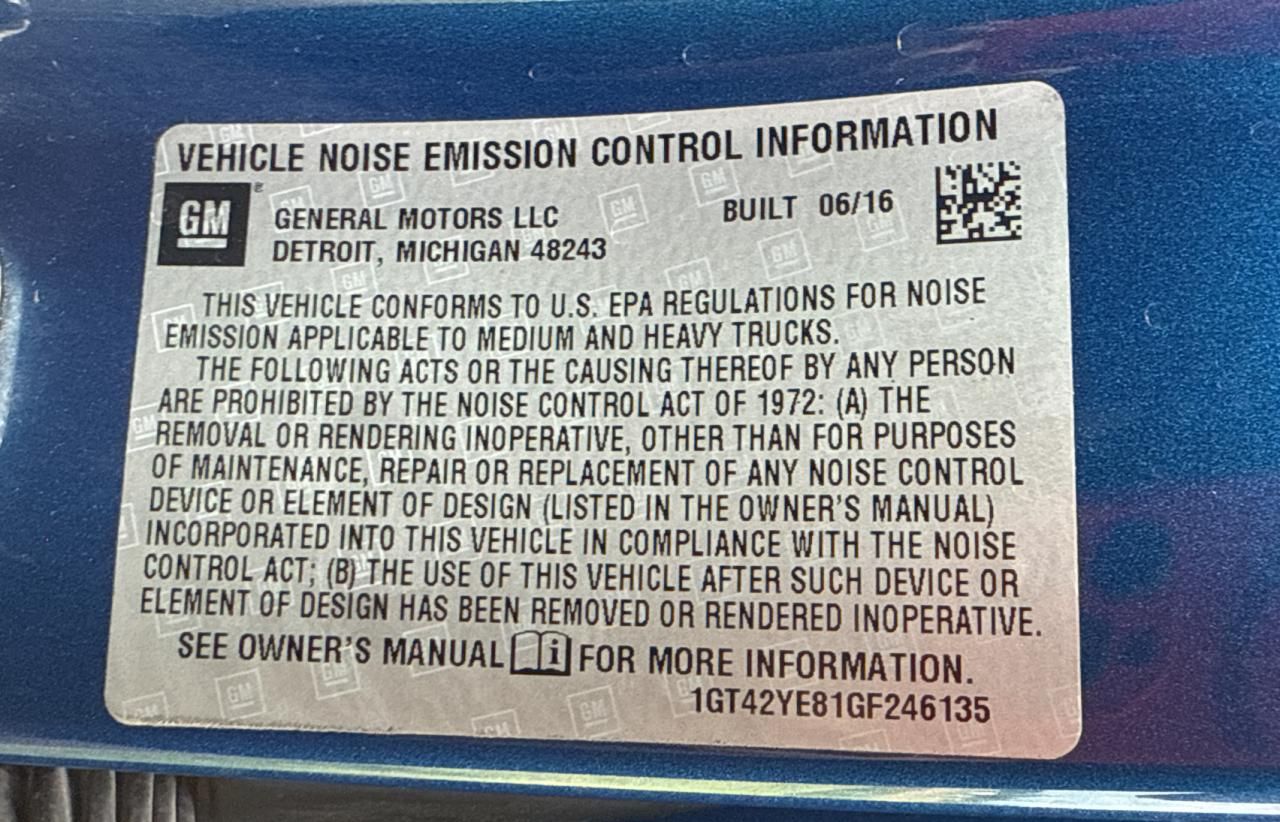 VEHICLE NOISE EMISSION CONTROL INFORMATION
GM®
GENERAL MOTORS LLC
DETROIT, MICHIGAN 48243
BUILT 06/16
THIS VEHICLE CONFORMS TO U.S. EPA REGULATIONS FOR NOISE
EMISSION APPLICABLE TO MEDIUM AND HEAVY TRUCKS.
THE FOLLOWING ACTS OR THE CAUSING THEREOF BY ANY PERSON
ARE PROHIBITED BY THE NOISE CONTROL ACT OF 1972: (A) THE
REMOVAL OR RENDERING INOPERATIVE, OTHER THAN FOR PURPOSES
OF MAINTENANCE, REPAIR OR REPLACEMENT OF ANY NOISE CONTROL
DEVICE OR ELEMENT OF DESIGN (LISTED IN THE OWNER'S MANUAL)
INCORPORATED INTO THIS VEHICLE IN COMPLIANCE WITH THE NOISE
CONTROL ACT; (B) THE USE OF THIS VEHICLE AFTER SUCH DEVICE OR
ELEMENT OF DESIGN HAS BEEN REMOVED OR RENDERED INOPERATIVE.
SEE OWNER'S MANUAL i FOR MORE INFORMATION.
1GT42YE81GF246135